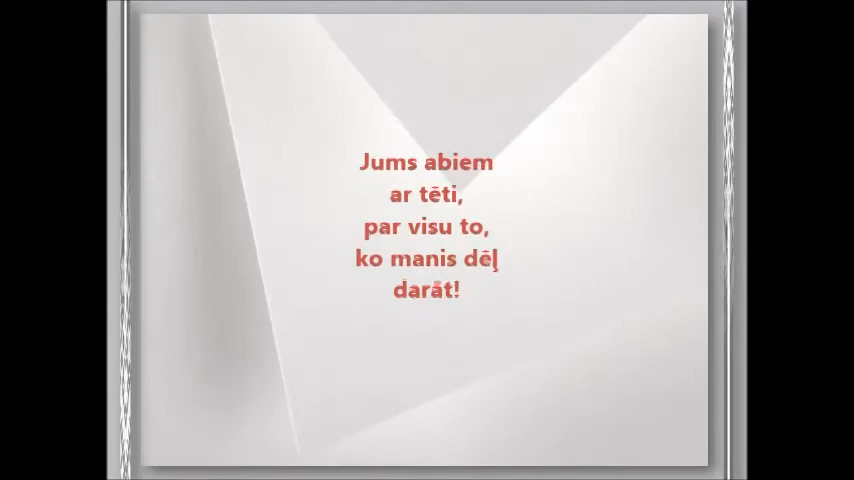 Jums abiem
ar tēti,
par visu to,
ko manis dēļ
darāt!